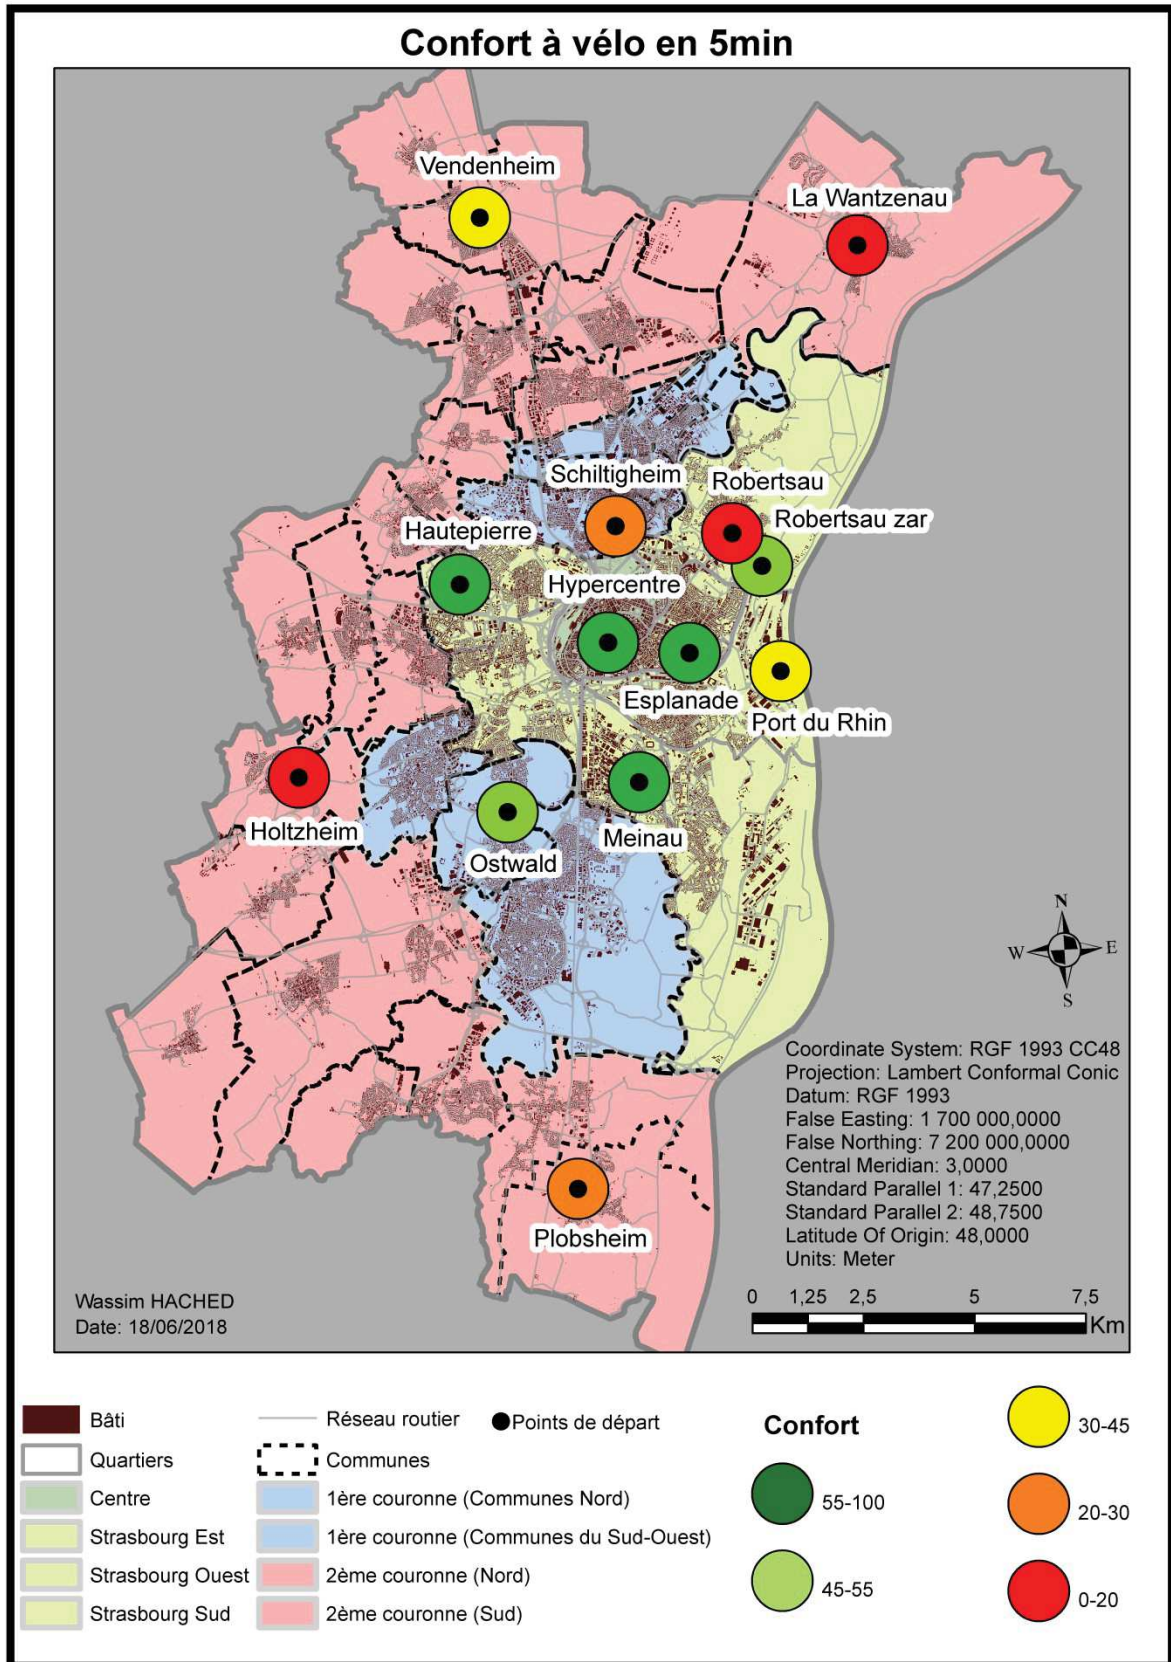 Confort à vélo en 5min
Vendenheim
La Wantzenau
Schiltigheim
Robertsau
Robertsau zar
Hautepierre
Hypercentre
Esplanade
Port du Rhin
Holtzheim
Ostwald
Meinau
Plobsheim
N
W
E
S
Coordinate System: RGF 1993 CC48
Projection: Lambert Conformal Conic
Datum: RGF 1993
False Easting: 1 700 000,0000
False Northing: 7 200 000,0000
Central Meridian: 3,0000
Standard Parallel 1: 47,2500
Standard Parallel 2: 48,7500
Latitude Of Origin: 48,0000
Units: Meter
Wassim HACHED
Date: 18/06/2018
0 1,25 2,5 5 7,5
Km
Bâti
Quartiers
Centre
Strasbourg Est
Strasbourg Ouest
Strasbourg Sud
Réseau routier
Points de départ
Communes
1ère couronne (Communes Nord)
1ère couronne (Communes du Sud-Ouest)
2ème couronne (Nord)
2ème couronne (Sud)
Confort
55-100
45-55
30-45
20-30
0-20